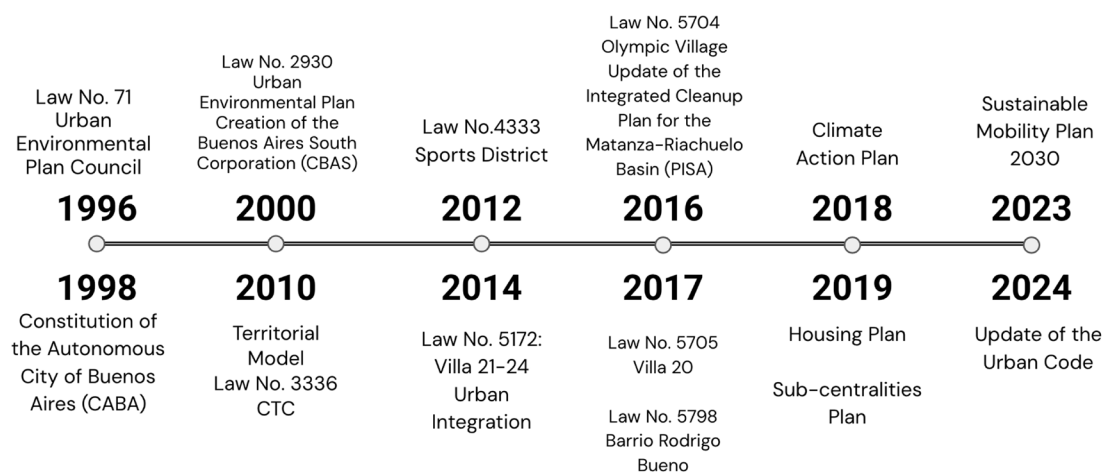 Law No. 71
Urban
Environmental
Plan Council
1996
Law No. 2930
Urban
Environmental Plan
Creation of the
Buenos Aires South
Corporation (CBAS)
2000
Law No.4333
Sports District
2012
Law No. 5704
Olympic Village
Update of the
Integrated Cleanup
Plan for the
Matanza-Riachuelo
Basin (PISA)
2016
Climate
Action Plan
2018
Sustainable
Mobility Plan
2030
2023
1998
Constitution of
the Autonomous
City of Buenos
Aires (CABA)
2010
Territorial
Model
Law No. 3336
CTC
2014
Law No. 5172:
Villa 21-24
Urban
Integration
2017
Law No. 5705
Villa 20
Law No. 5798
Barrio Rodrigo
Bueno
2019
Housing Plan
Sub-centralities
Plan
2024
Update of the
Urban Code